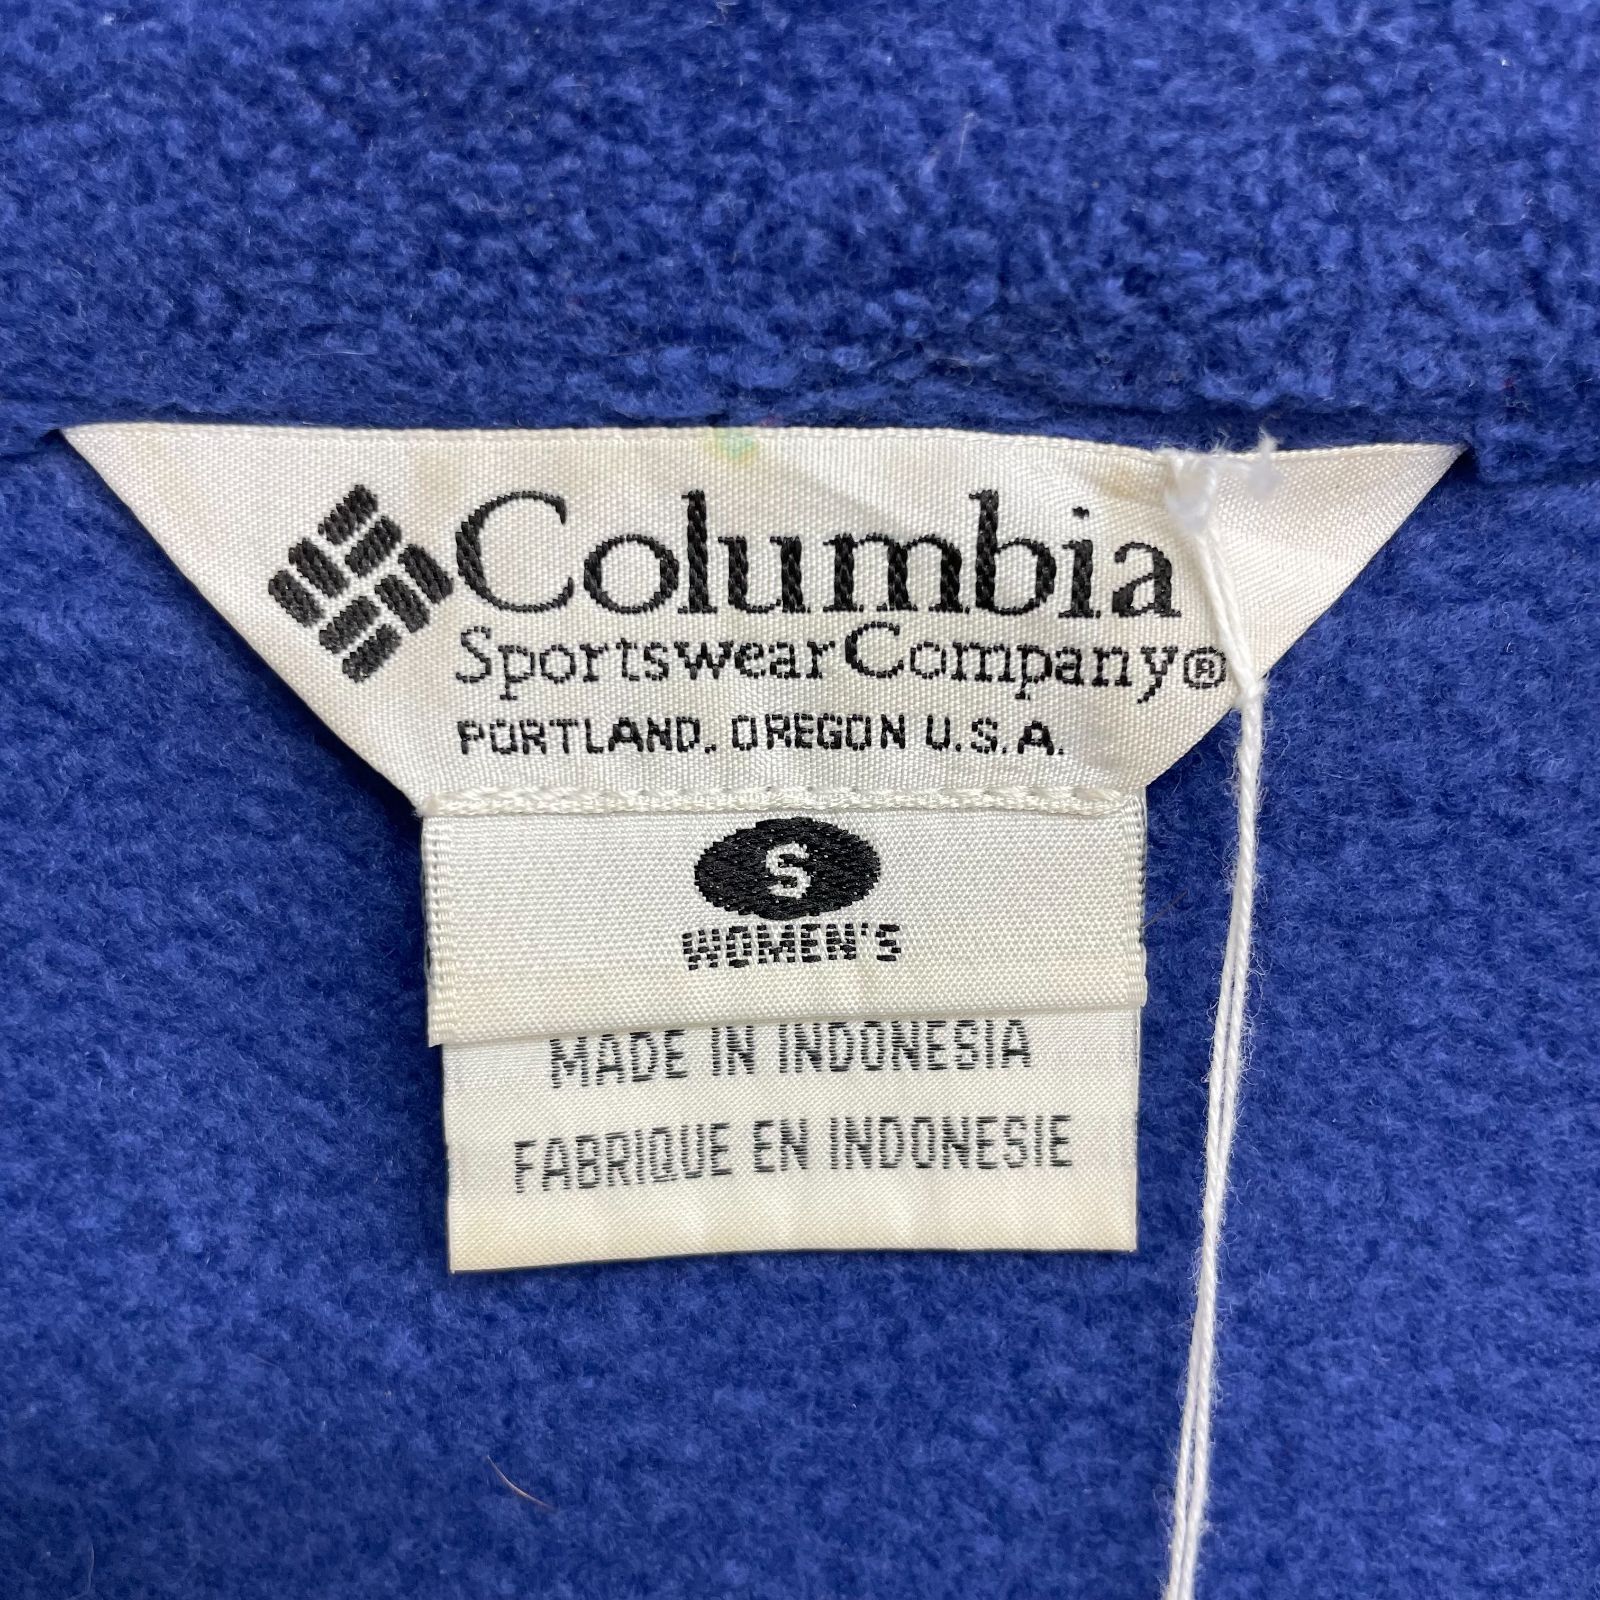 Columbia
Sportswear Company®
PORTLAND, OREGON U.S.A.
S
WOMEN'S
MADE IN INDONESIA
FABRIQUE EN INDONESIE